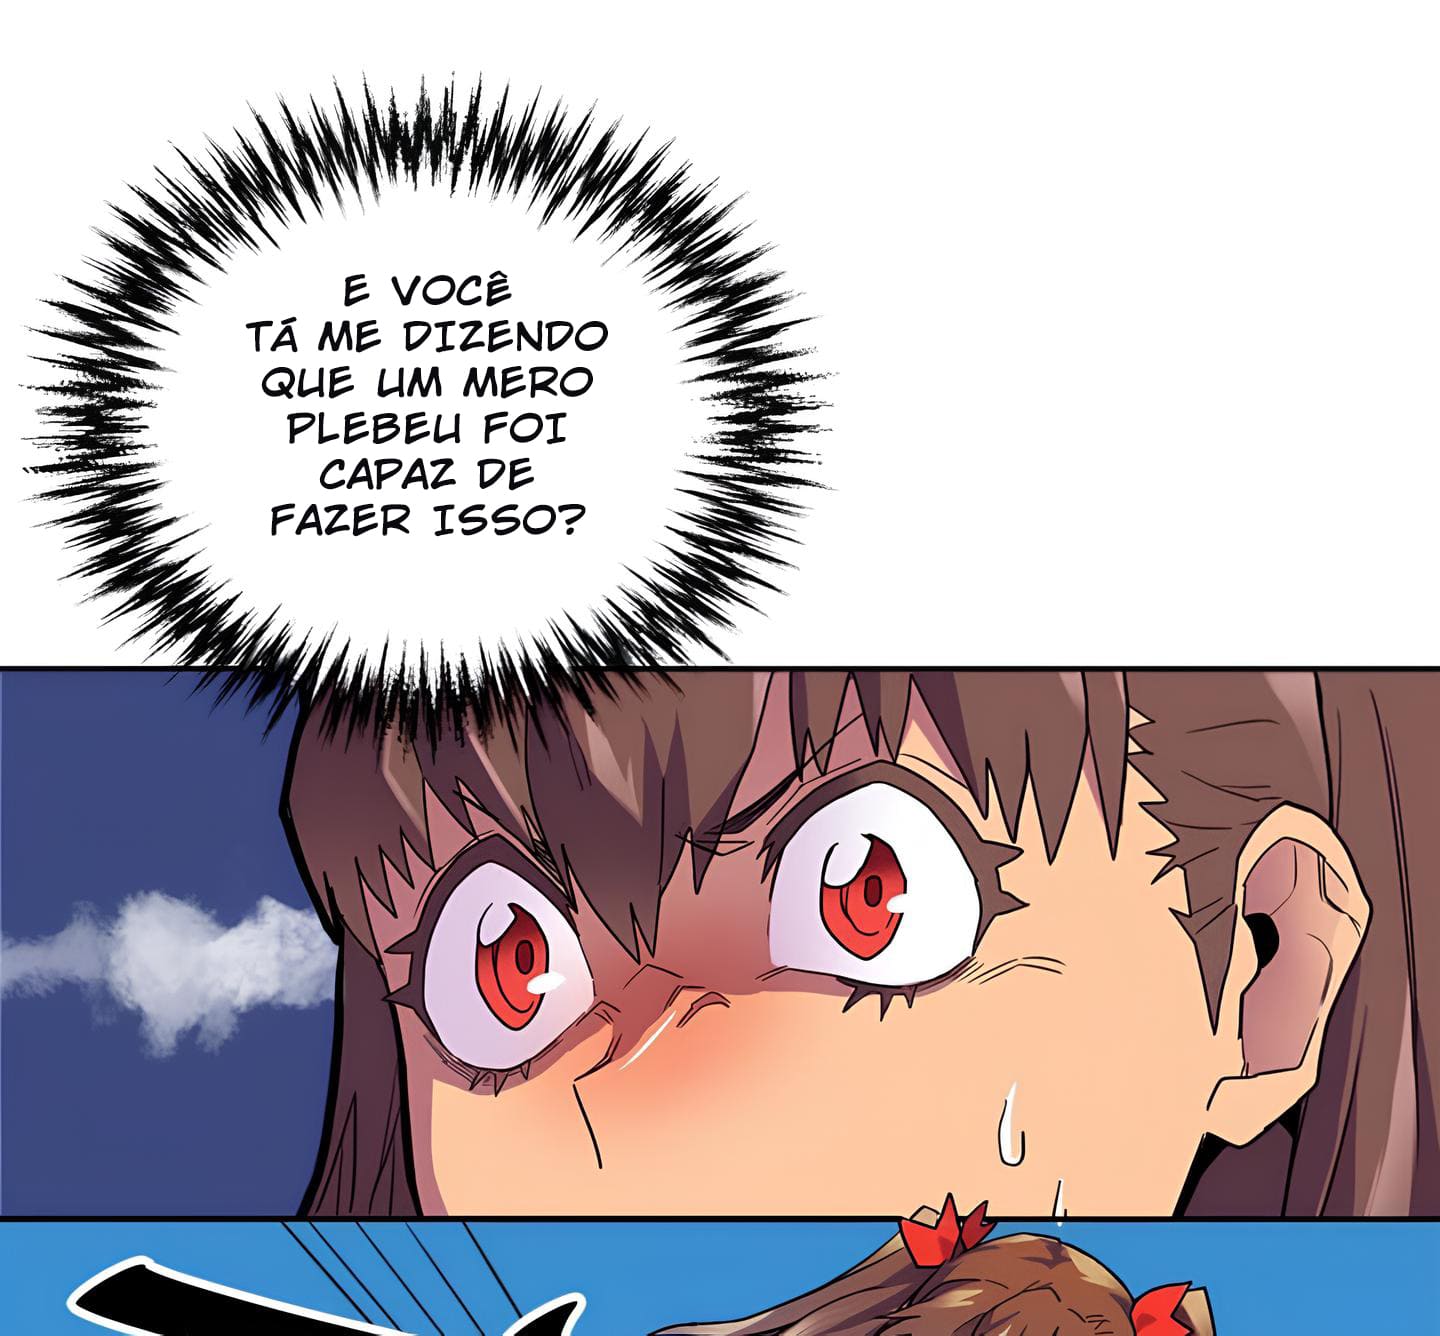 E VOCÊ
TÁ ME DIZENDO
QUE UM MERO
PLEBEU FOI
CAPAZ DE
FAZER ISSO?